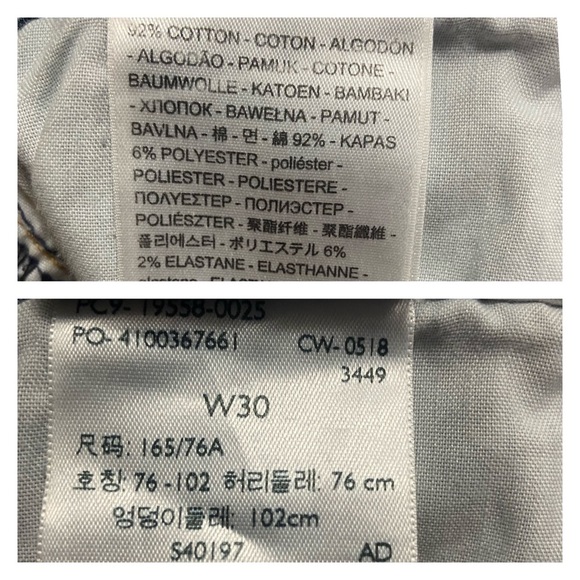 92% COTTON - COTON - ALGODÓN
- ALGODÃO - PAMUK - COTONE -
BAUMWOLLE - KATOEN - BAMBAKI
- ХЛОПОК - BAWEŁNA - PAMUT -
BAVLNA - 棉 - 면 - 綿 92% - KAPAS
6% POLYESTER - poliéster -
POLIESTER - POLIESTERE -
ΠΟΛΥΕΣΤΕΡ - ПОЛИЭСТЕР -
POLIÉSZTER - 聚酯纤维 - 聚酯纖維 -
폴리에스터 - ポリエステル 6%
2% ELASTANE - ELASTHANNE -
PC9- 19558-0025
PO- 4100367661 CW- 0518
3449
W30
尺码: 165/76A
호칭: 76 -102 허리둘레: 76 cm
엉덩이둘레: 102cm
S40197 AD